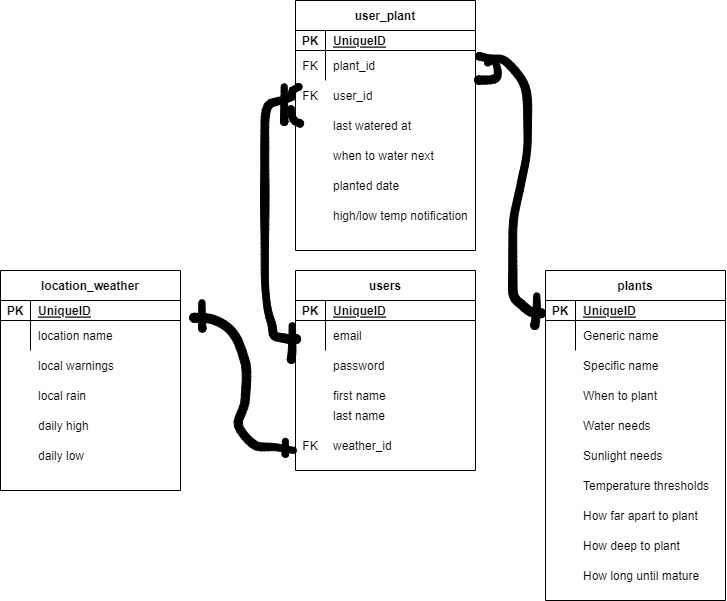 user_plant
PK UniqueID
FK plant_id
FK user_id
last watered at
when to water next
planted date
high/low temp notification
location_weather
PK UniqueID
location name
local warnings
local rain
daily high
daily low
users
PK UniqueID
email
password
first name
last name
FK weather_id
plants
PK UniqueID
Generic name
Specific name
When to plant
Water needs
Sunlight needs
Temperature thresholds
How far apart to plant
How deep to plant
How long until mature